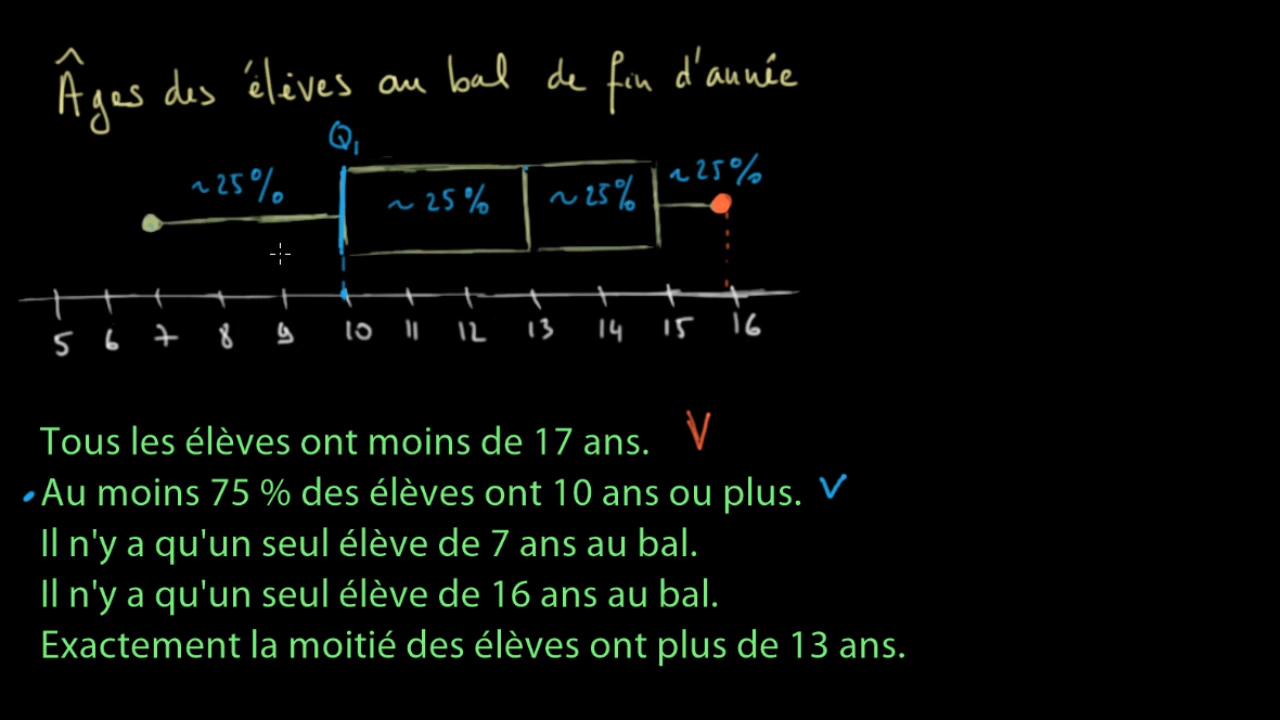 Âges des élèves au bal de fin d'année
Q1
~25% ~25% ~25% ~25%
5 6 7 8 9 10 11 12 13 14 15 16
Tous les élèves ont moins de 17 ans. V
Au moins 75 % des élèves ont 10 ans ou plus. V
Il n'y a qu'un seul élève de 7 ans au bal.
Il n'y a qu'un seul élève de 16 ans au bal.
Exactement la moitié des élèves ont plus de 13 ans.